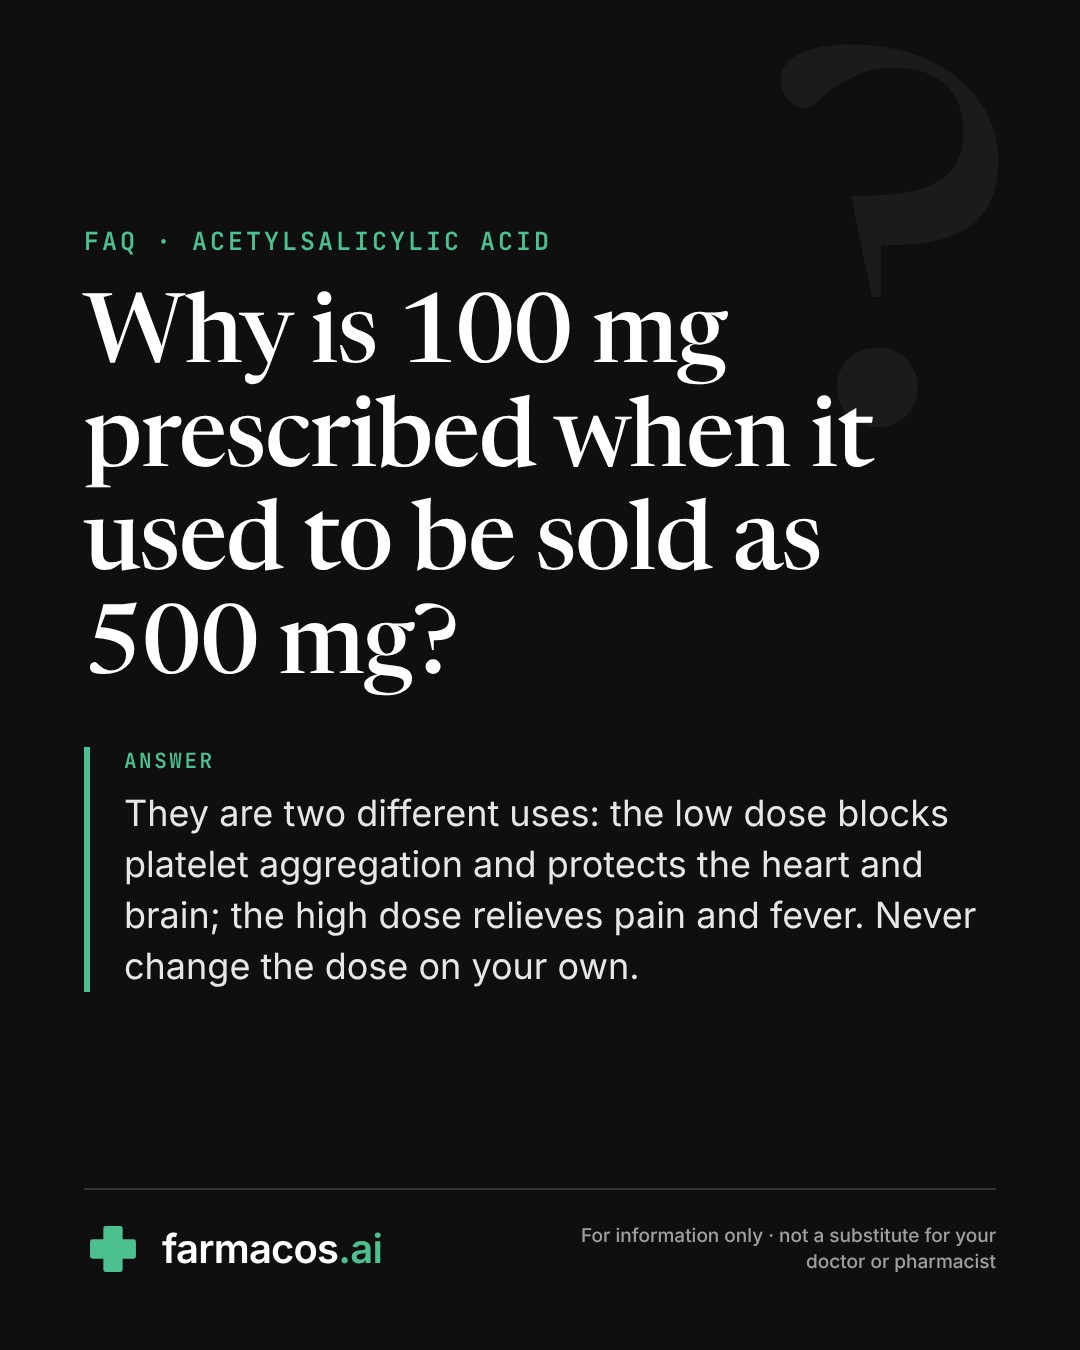 FAQ · ACETYLSALICYLIC ACID
Why is 100 mg
prescribed when it
used to be sold as
500 mg?
ANSWER
They are two different uses: the low dose blocks
platelet aggregation and protects the heart and
brain; the high dose relieves pain and fever. Never
change the dose on your own.
farmacos.ai
For information only · not a substitute for your
doctor or pharmacist